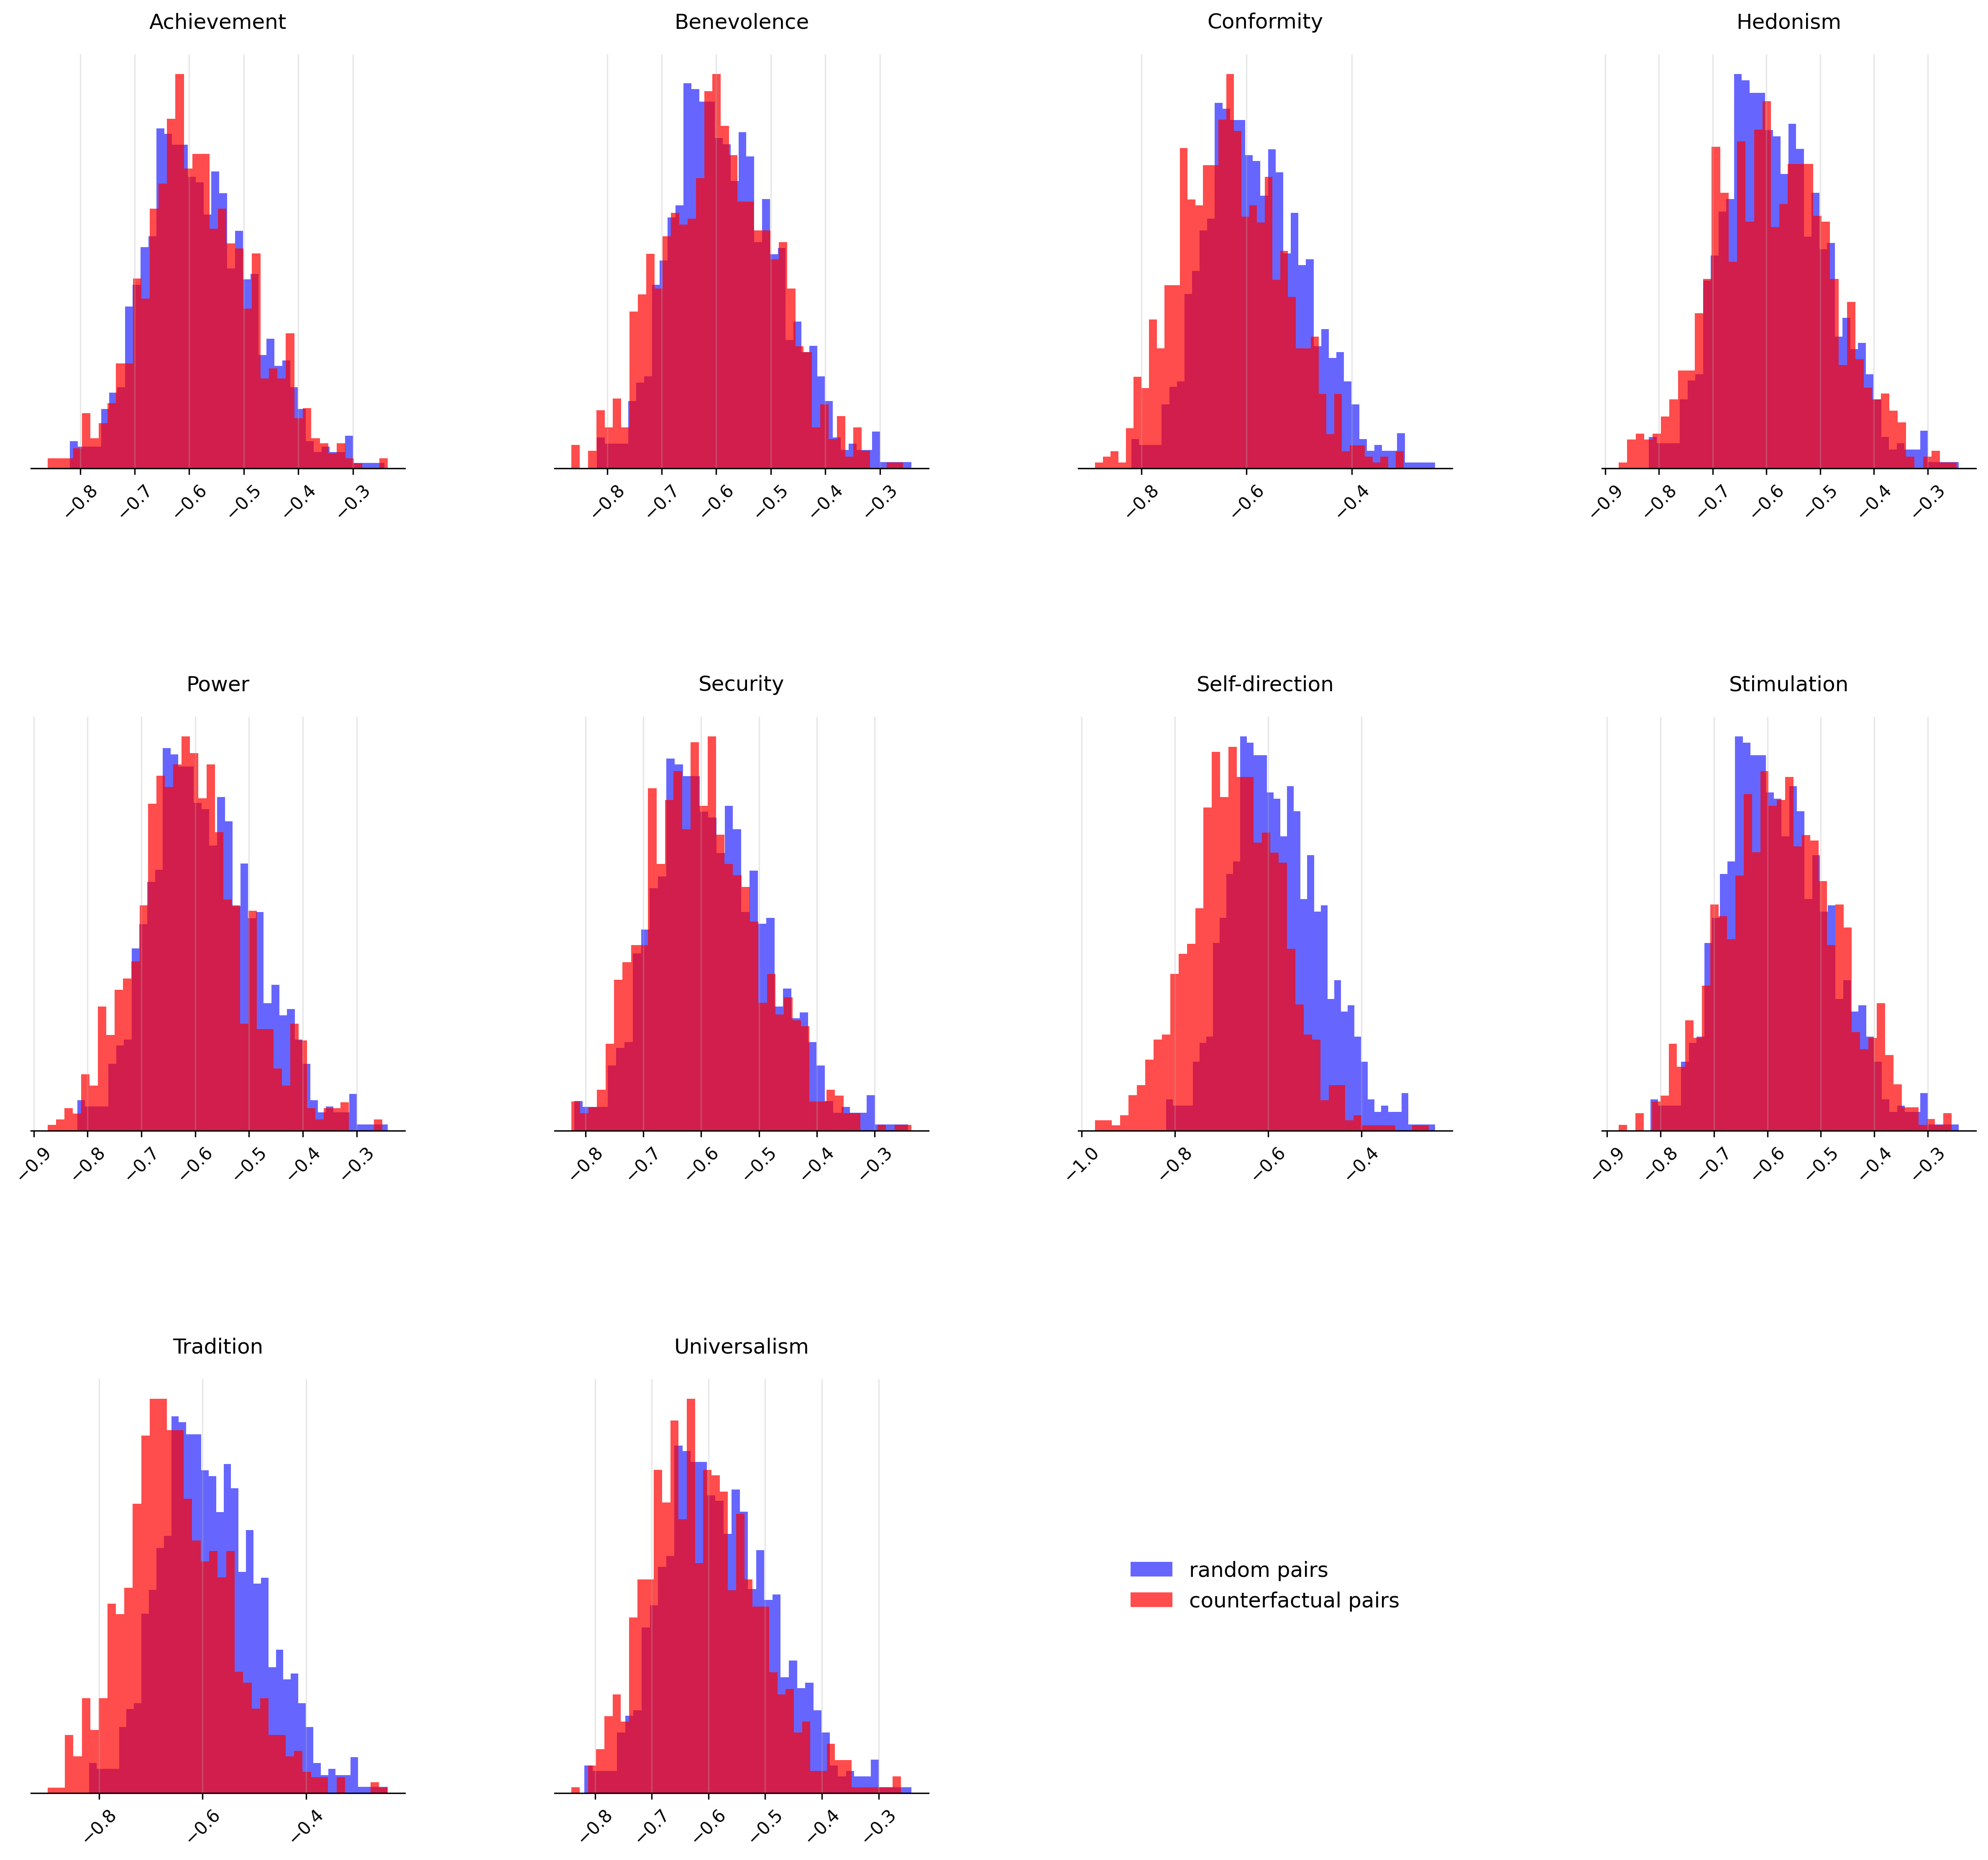 Achievement Benevolence Conformity Hedonism
−0.8 −0.7 −0.6 −0.5 −0.4 −0.3 −0.8 −0.7 −0.6 −0.5 −0.4 −0.3 −0.8 −0.6 −0.4 −0.9 −0.8 −0.7 −0.6 −0.5 −0.4 −0.3
Power Security Self-direction Stimulation
−0.9 −0.8 −0.7 −0.6 −0.5 −0.4 −0.3 −0.8 −0.7 −0.6 −0.5 −0.4 −0.3 −1.0 −0.8 −0.6 −0.4 −0.9 −0.8 −0.7 −0.6 −0.5 −0.4 −0.3
Tradition Universalism
random pairs
counterfactual pairs
−0.8 −0.6 −0.4 −0.8 −0.7 −0.6 −0.5 −0.4 −0.3